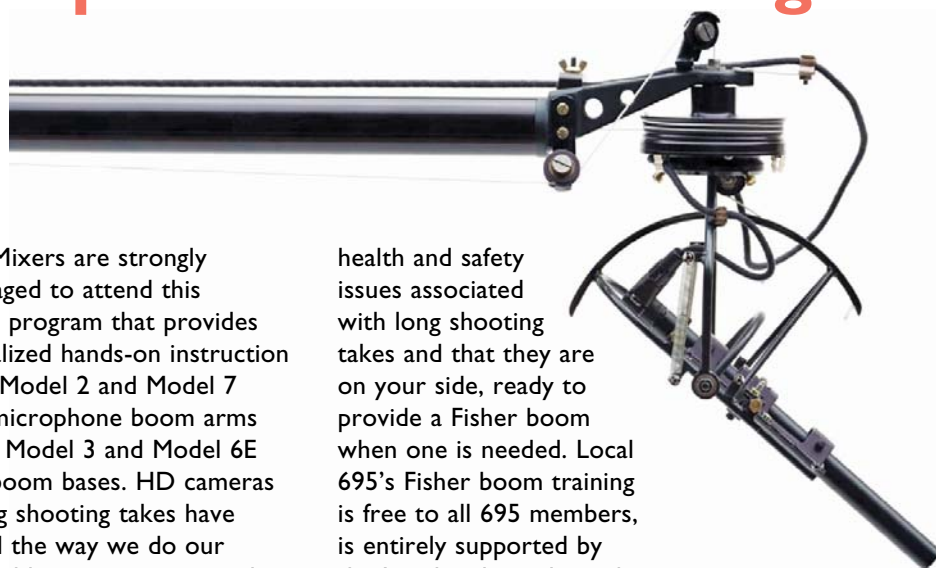 Mixers are strongly
aged to attend this
program that provides
alized hands-on instruction
Model 2 and Model 7
microphone boom arms
Model 3 and Model 6E
boom bases. HD cameras
g shooting takes have
the way we do our
health and safety
issues associated
with long shooting
takes and that they are
on your side, ready to
provide a Fisher boom
when one is needed. Local
695's Fisher boom training
is free to all 695 members,
is entirely supported by